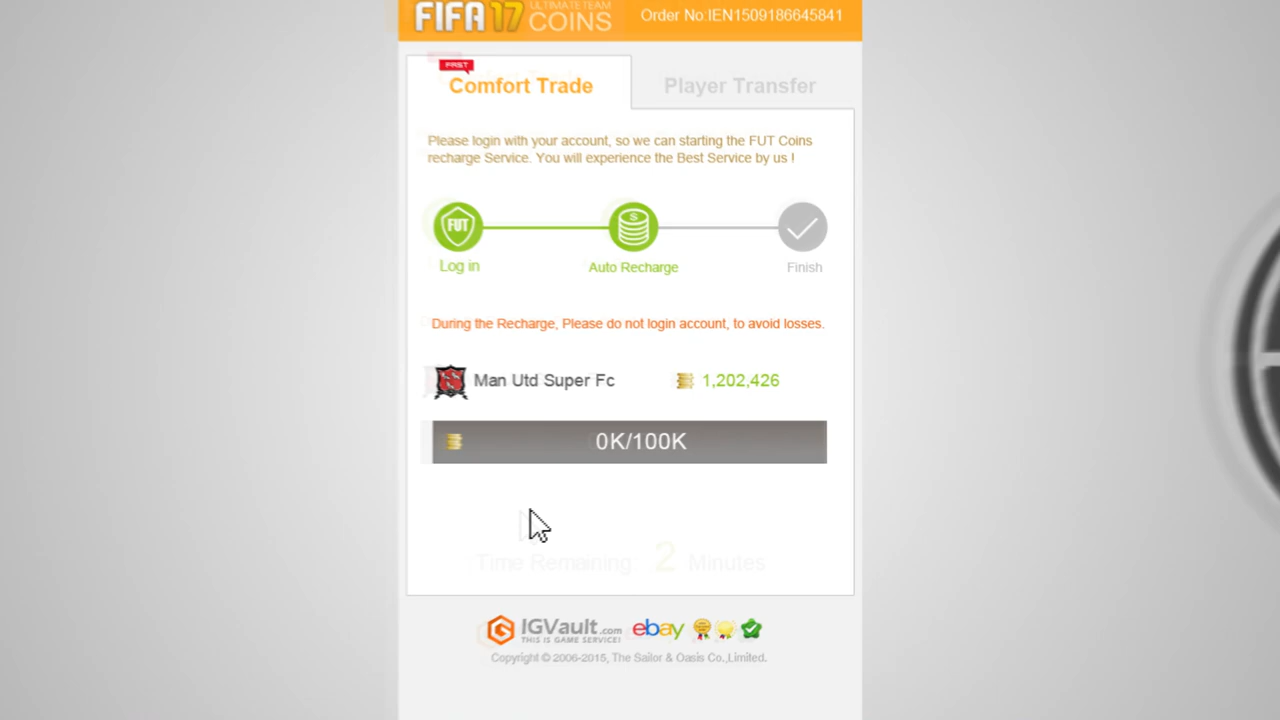 FIFA 17 ULTIMATE TEAM
COINS
Order No:IEN1509186645841
FAST
Comfort Trade
Player Transfer
Please login with your account, so we can starting the FUT Coins
recharge Service. You will experience the Best Service by us !
FUT
$
Log in
Auto Recharge
Finish
During the Recharge, Please do not login account, to avoid losses.
Man Utd Super Fc
1,202,426
0K/100K
Time Remaining: 2 Minutes
IGVault.com
THIS IS GAME SERVICE!
ebay
Copyright © 2006-2015, The Sailor & Oasis Co.,Limited.